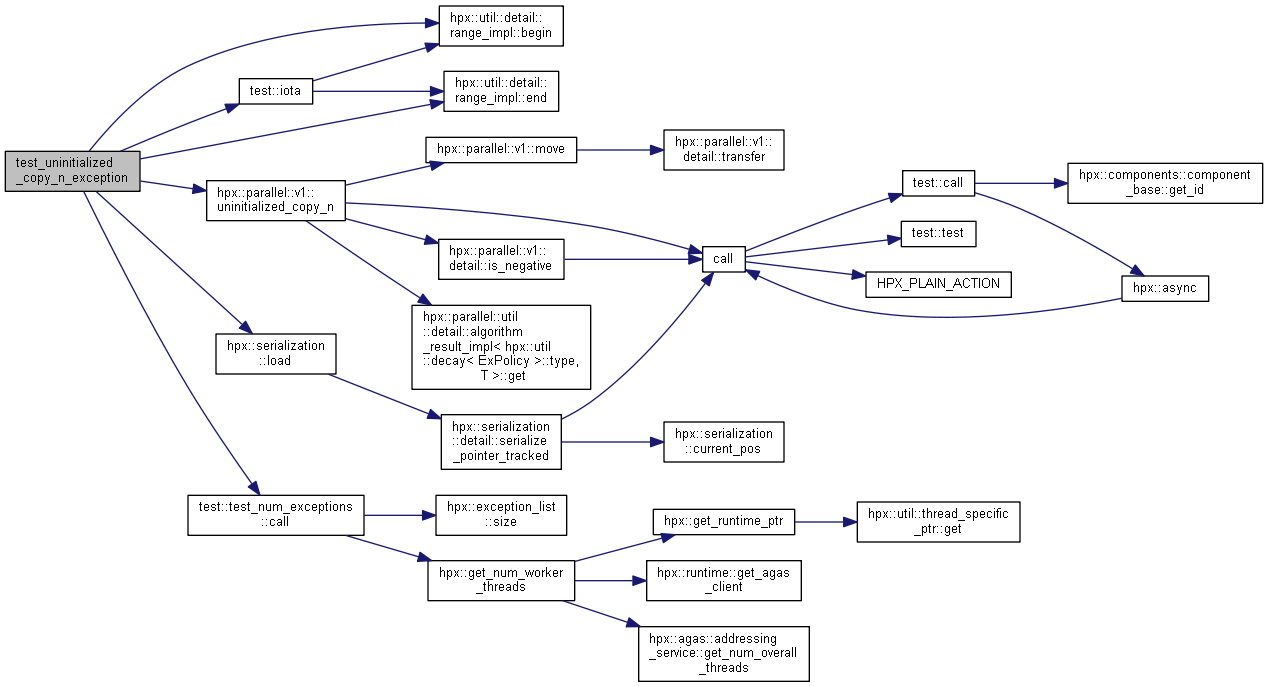 hpx::util::detail::
range_impl::begin
test::iota
hpx::util::detail::
range_impl::end
test_uninitialized
_copy_n_exception
hpx::parallel::v1::move
hpx::parallel::v1::
detail::transfer
hpx::parallel::v1::
uninitialized_copy_n
test::call
hpx::components::component
_base::get_id
hpx::parallel::v1::
detail::is_negative
call
test::test
HPX_PLAIN_ACTION
hpx::async
hpx::parallel::util
::detail::algorithm
_result_impl< hpx::util
::decay< ExPolicy >::type,
T >::get
hpx::serialization
::load
hpx::serialization
::detail::serialize
_pointer_tracked
hpx::serialization
::current_pos
test::test_num_exceptions
::call
hpx::exception_list
::size
hpx::get_runtime_ptr
hpx::util::thread_specific
_ptr::get
hpx::get_num_worker
_threads
hpx::runtime::get_agas
_client
hpx::agas::addressing
_service::get_num_overall
_threads